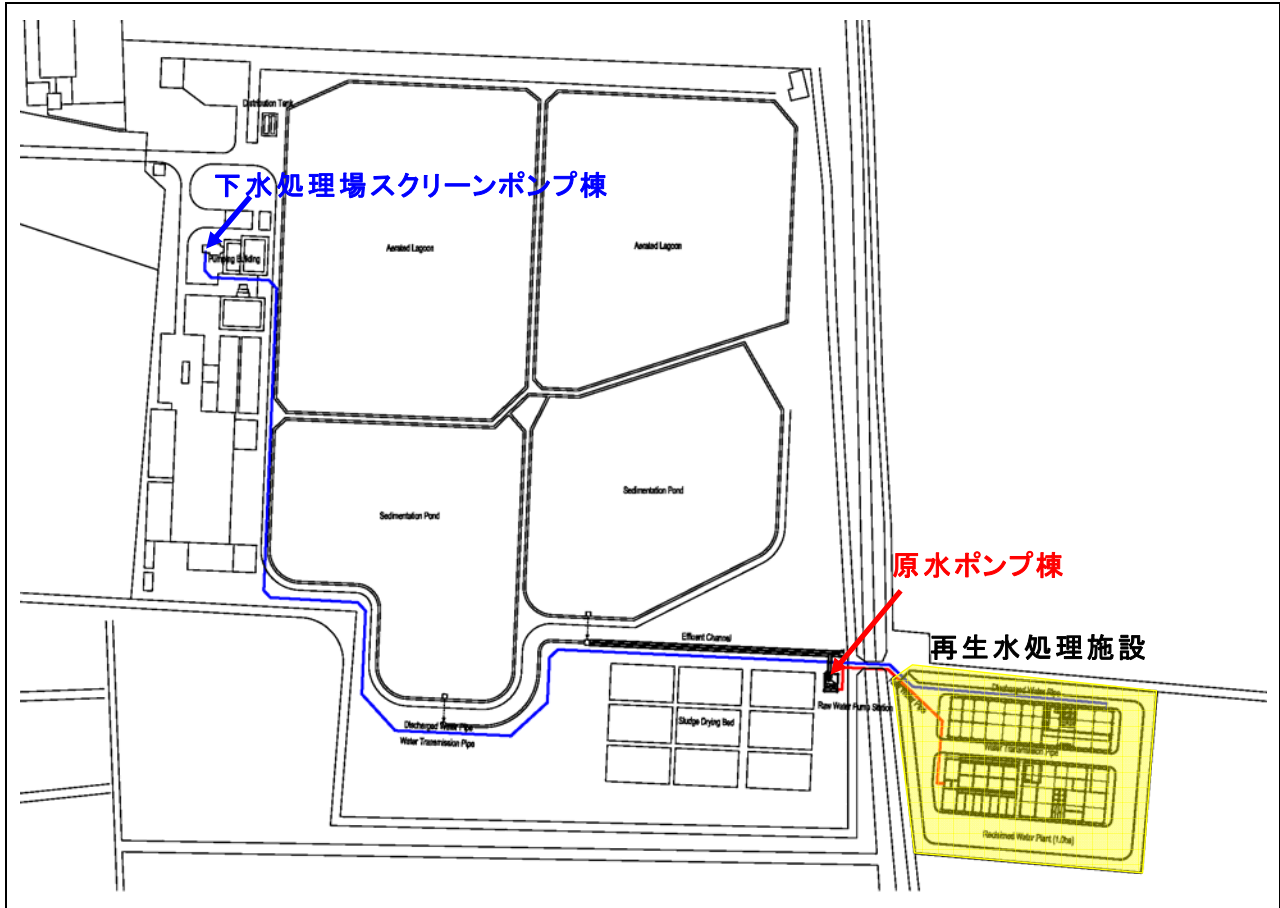 Distribution Tank
下水処理場スクリーンポンプ棟
Aerated Lagoon
Aerated Lagoon
Pumping Building
Sedimentation Pond
Sedimentation Pond
原水ポンプ棟
Effluent Channel
再生水処理施設
Discharged Water Pipe
Raw Water Pump Station
Sludge Drying Bed
Discharged Water Pipe
Water Transmission Pipe
Water Transmission Pipe
Reclaimed Water Plant (1.0ha)